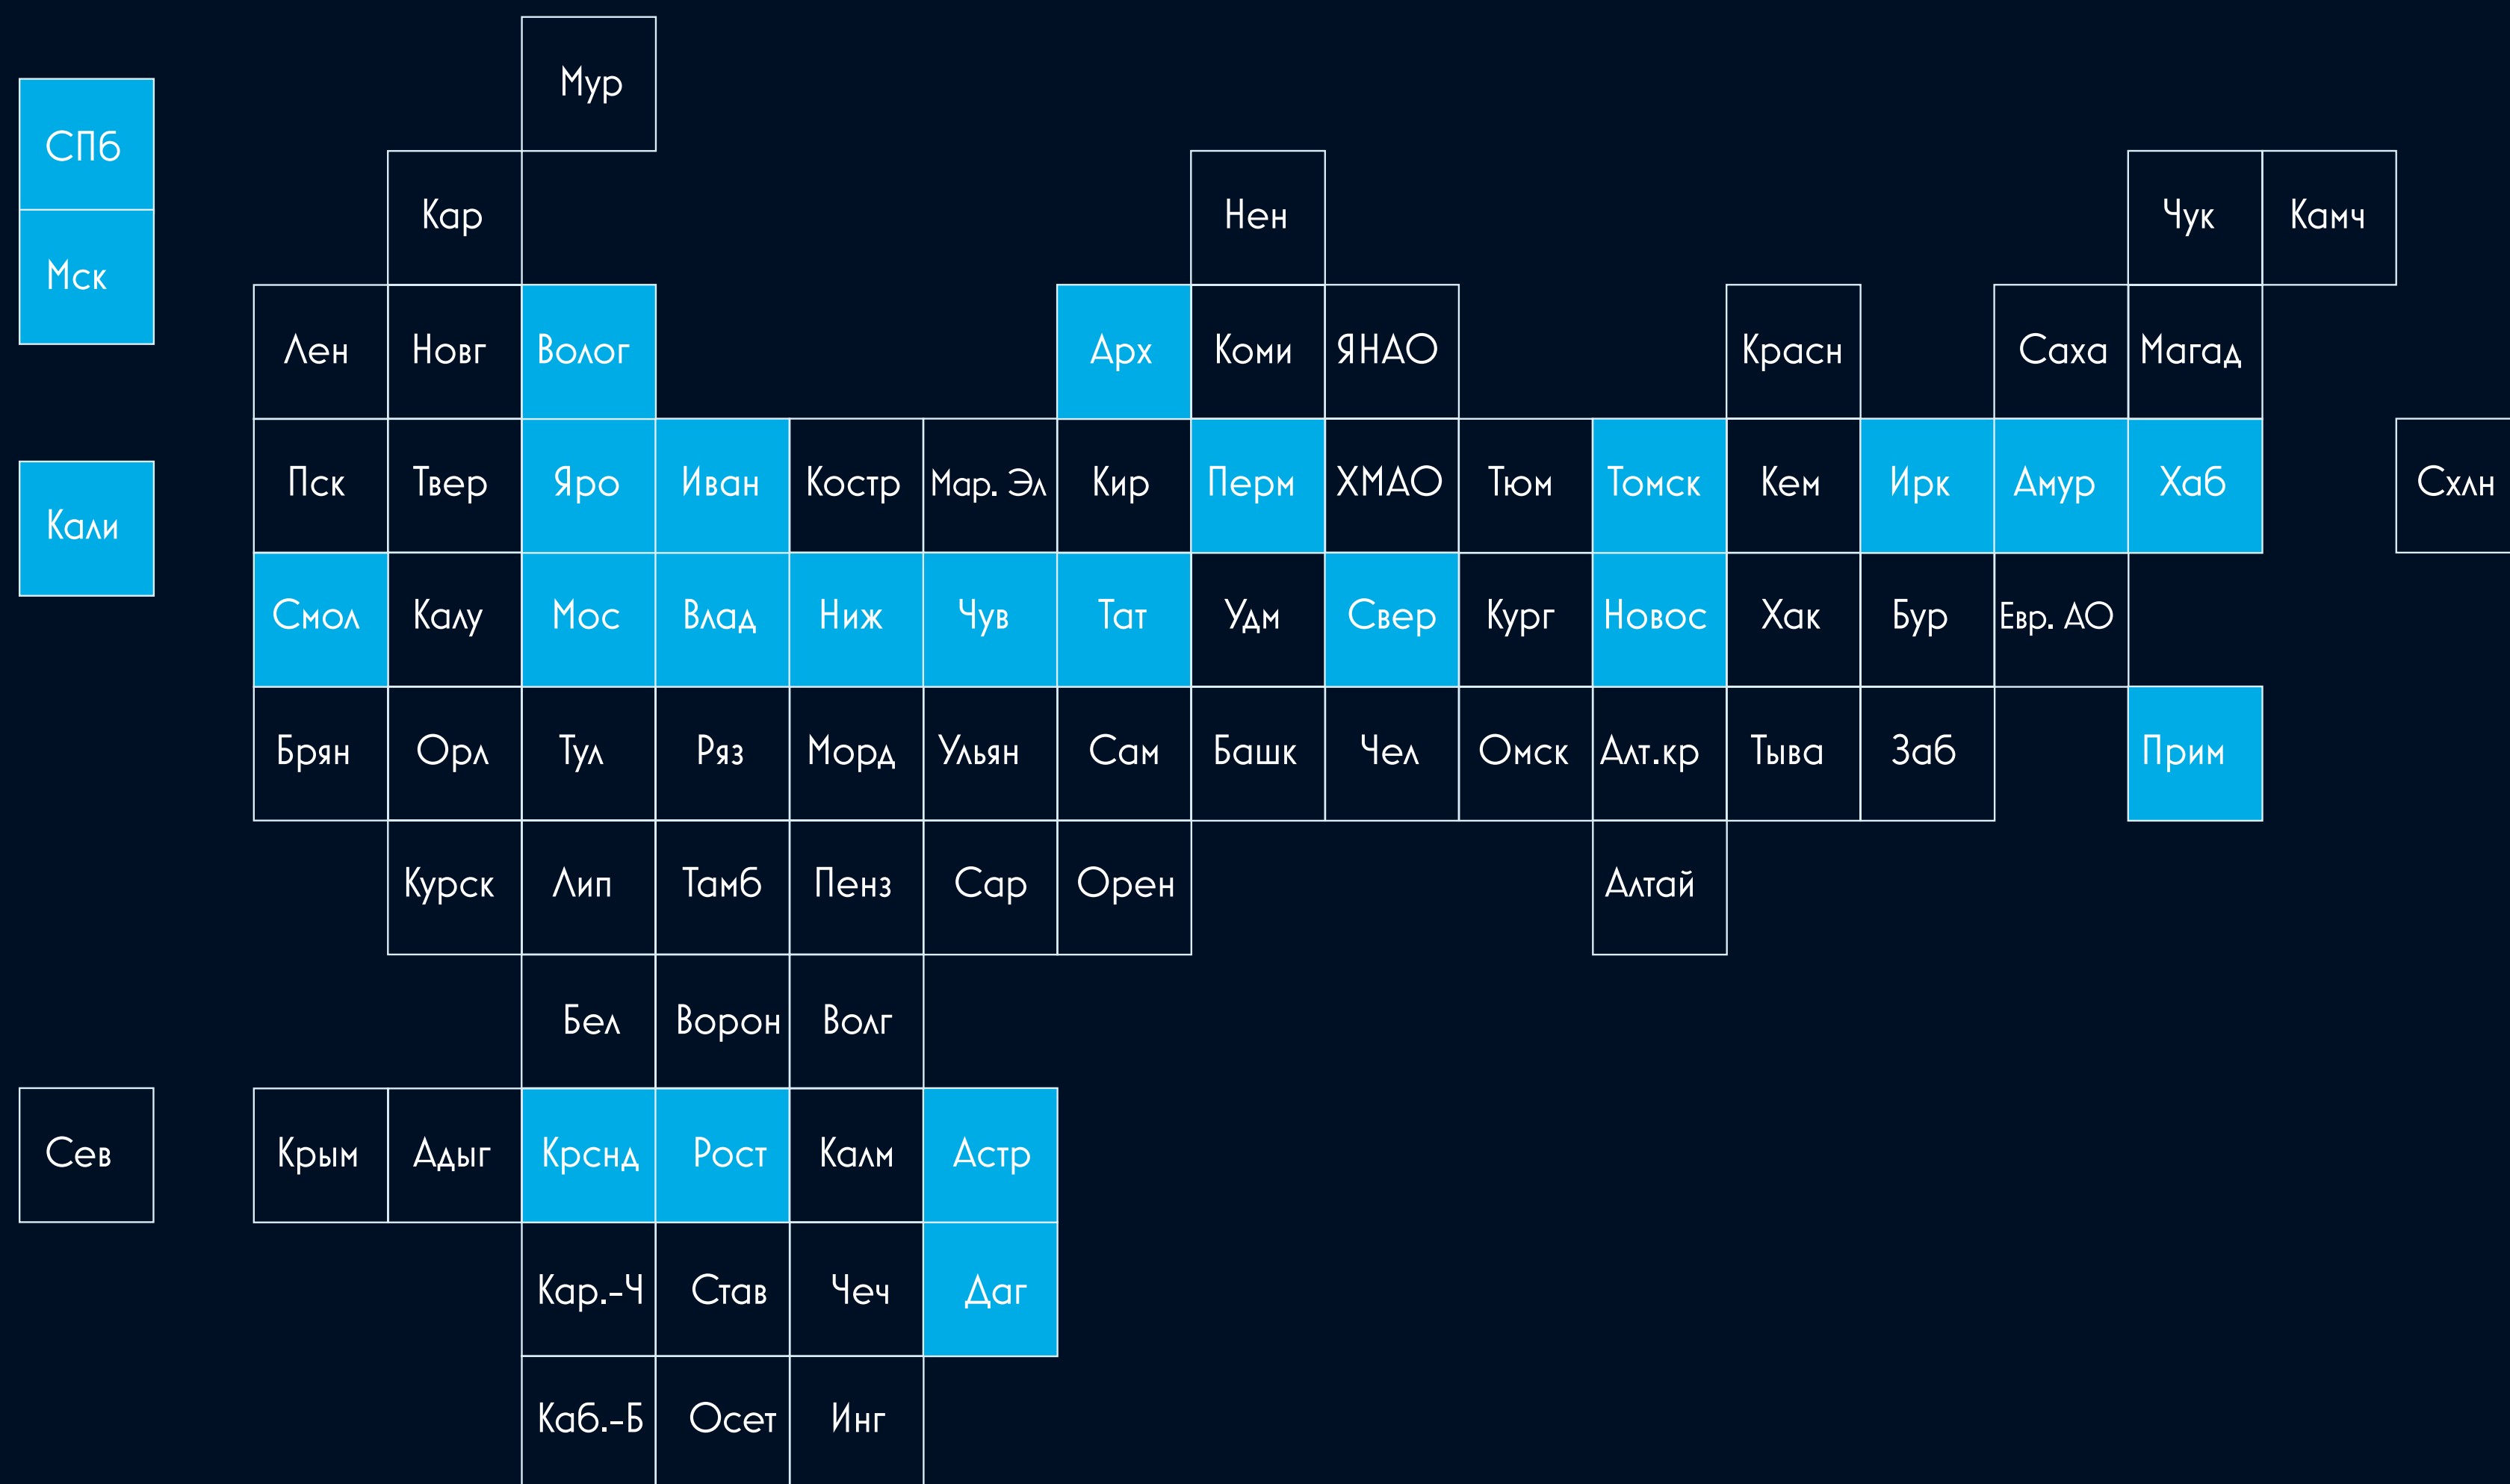 Мур
СПб
Кар
Нен
Чук
Камч
Мск
Лен
Новг
Волог
Арх
Коми
ЯНАО
Красн
Саха
Магад
Пск
Твер
Яро
Иван
Костр
Мар. Эл
Кир
Перм
ХМАО
Тюм
Томск
Кем
Ирк
Амур
Хаб
Схлн
Кали
Смол
Калу
Мос
Влад
Ниж
Чув
Тат
Удм
Свер
Кург
Новос
Хак
Бур
Евр. АО
Брян
Орл
Тул
Ряз
Морд
Ульян
Сам
Башк
Чел
Омск
Алт.кр
Тыва
Заб
Прим
Курск
Лип
Тамб
Пенз
Сар
Орен
Алтай
Бел
Ворон
Волг
Сев
Крым
Адыг
Крснд
Рост
Калм
Астр
Кар.-Ч
Став
Чеч
Даг
Каб.-Б
Осет
Инг